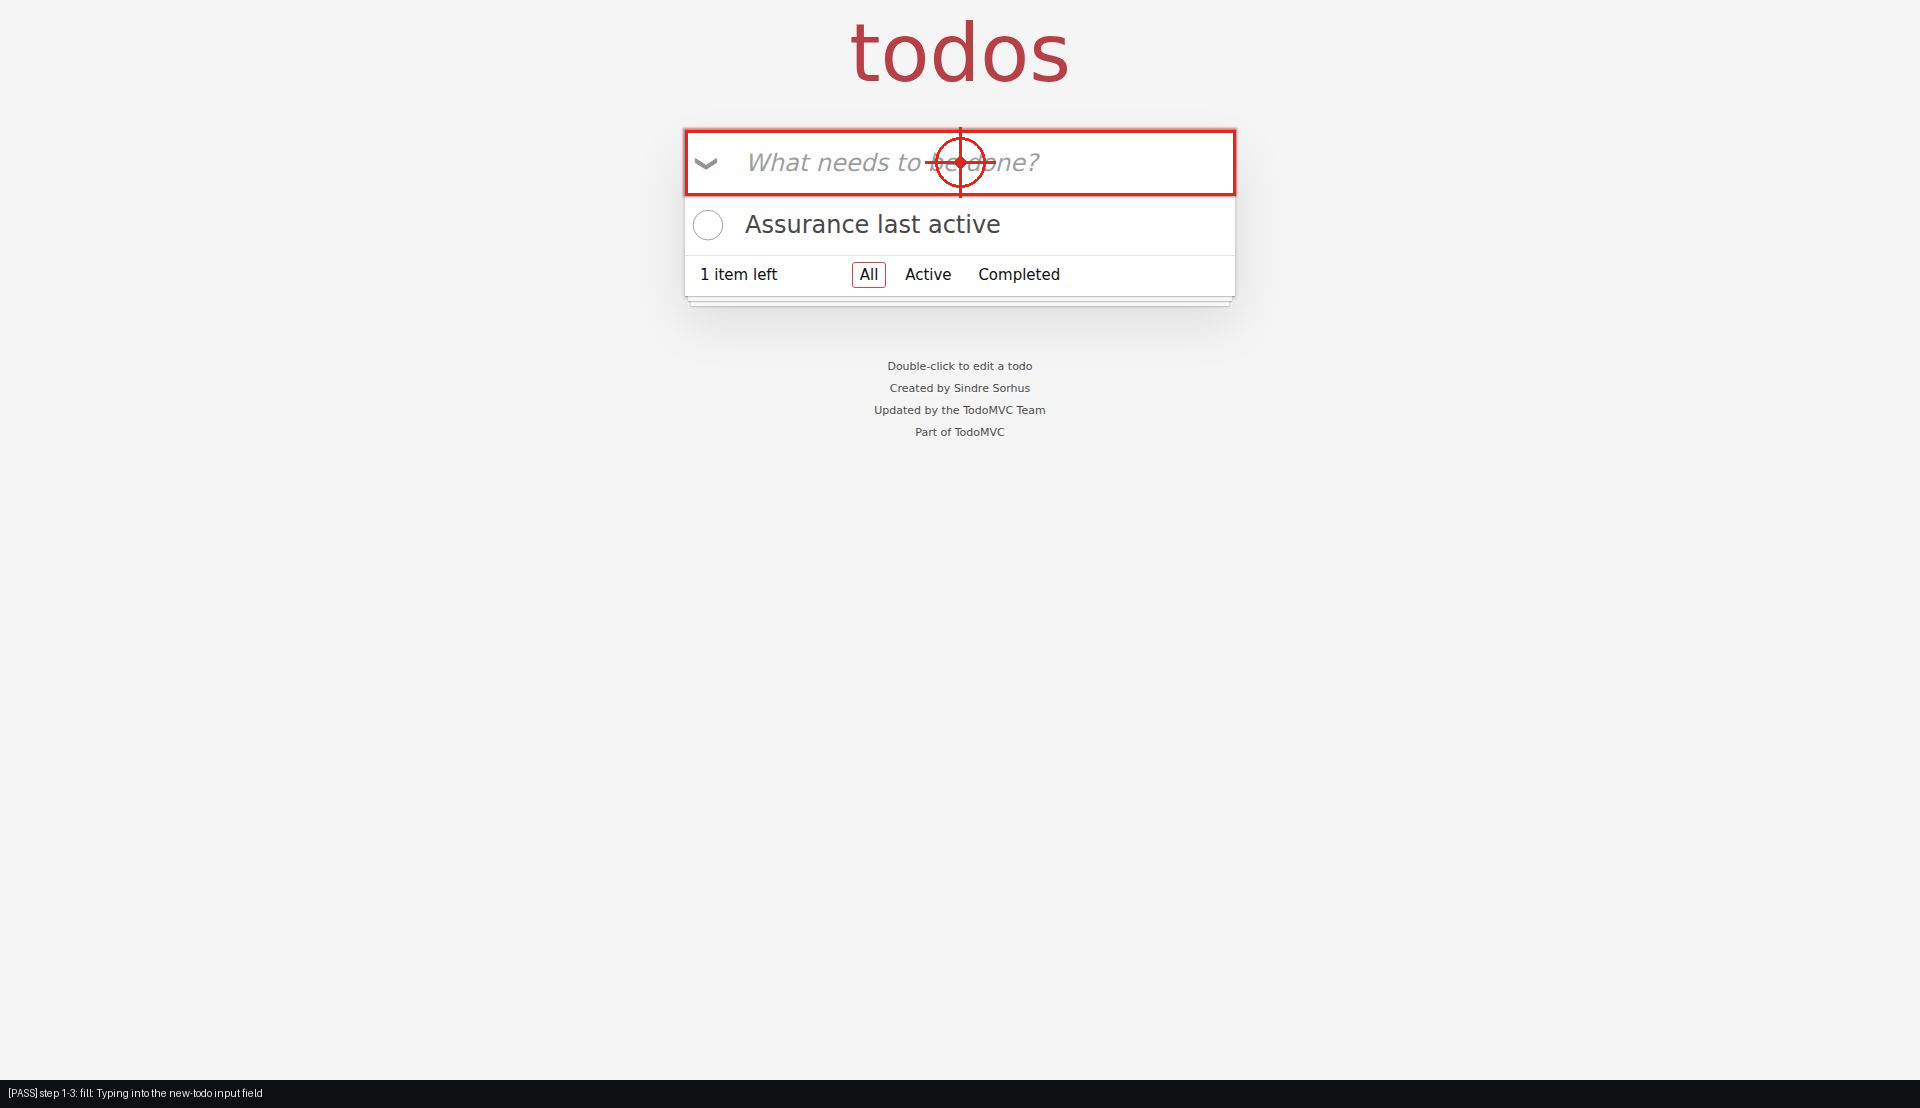 todos
What needs to be done?
Assurance last active
1 item left All Active Completed
Double-click to edit a todo
Created by Sindre Sorhus
Updated by the TodoMVC Team
Part of TodoMVC
[PASS] step 1-3: fill: Typing into the new-todo input field